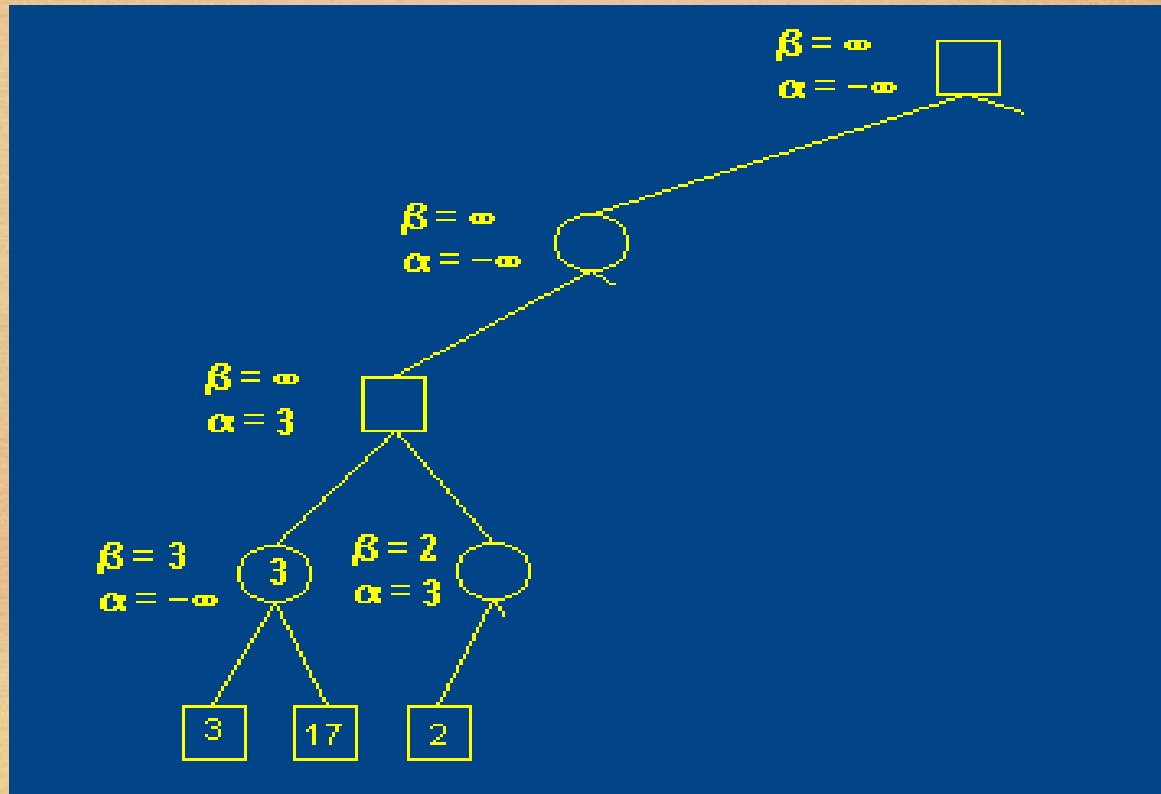 β = ∞
α = −∞
β = ∞
α = −∞
β = ∞
α = 3
β = 3
α = −∞
3
β = 2
α = 3
3
17
2